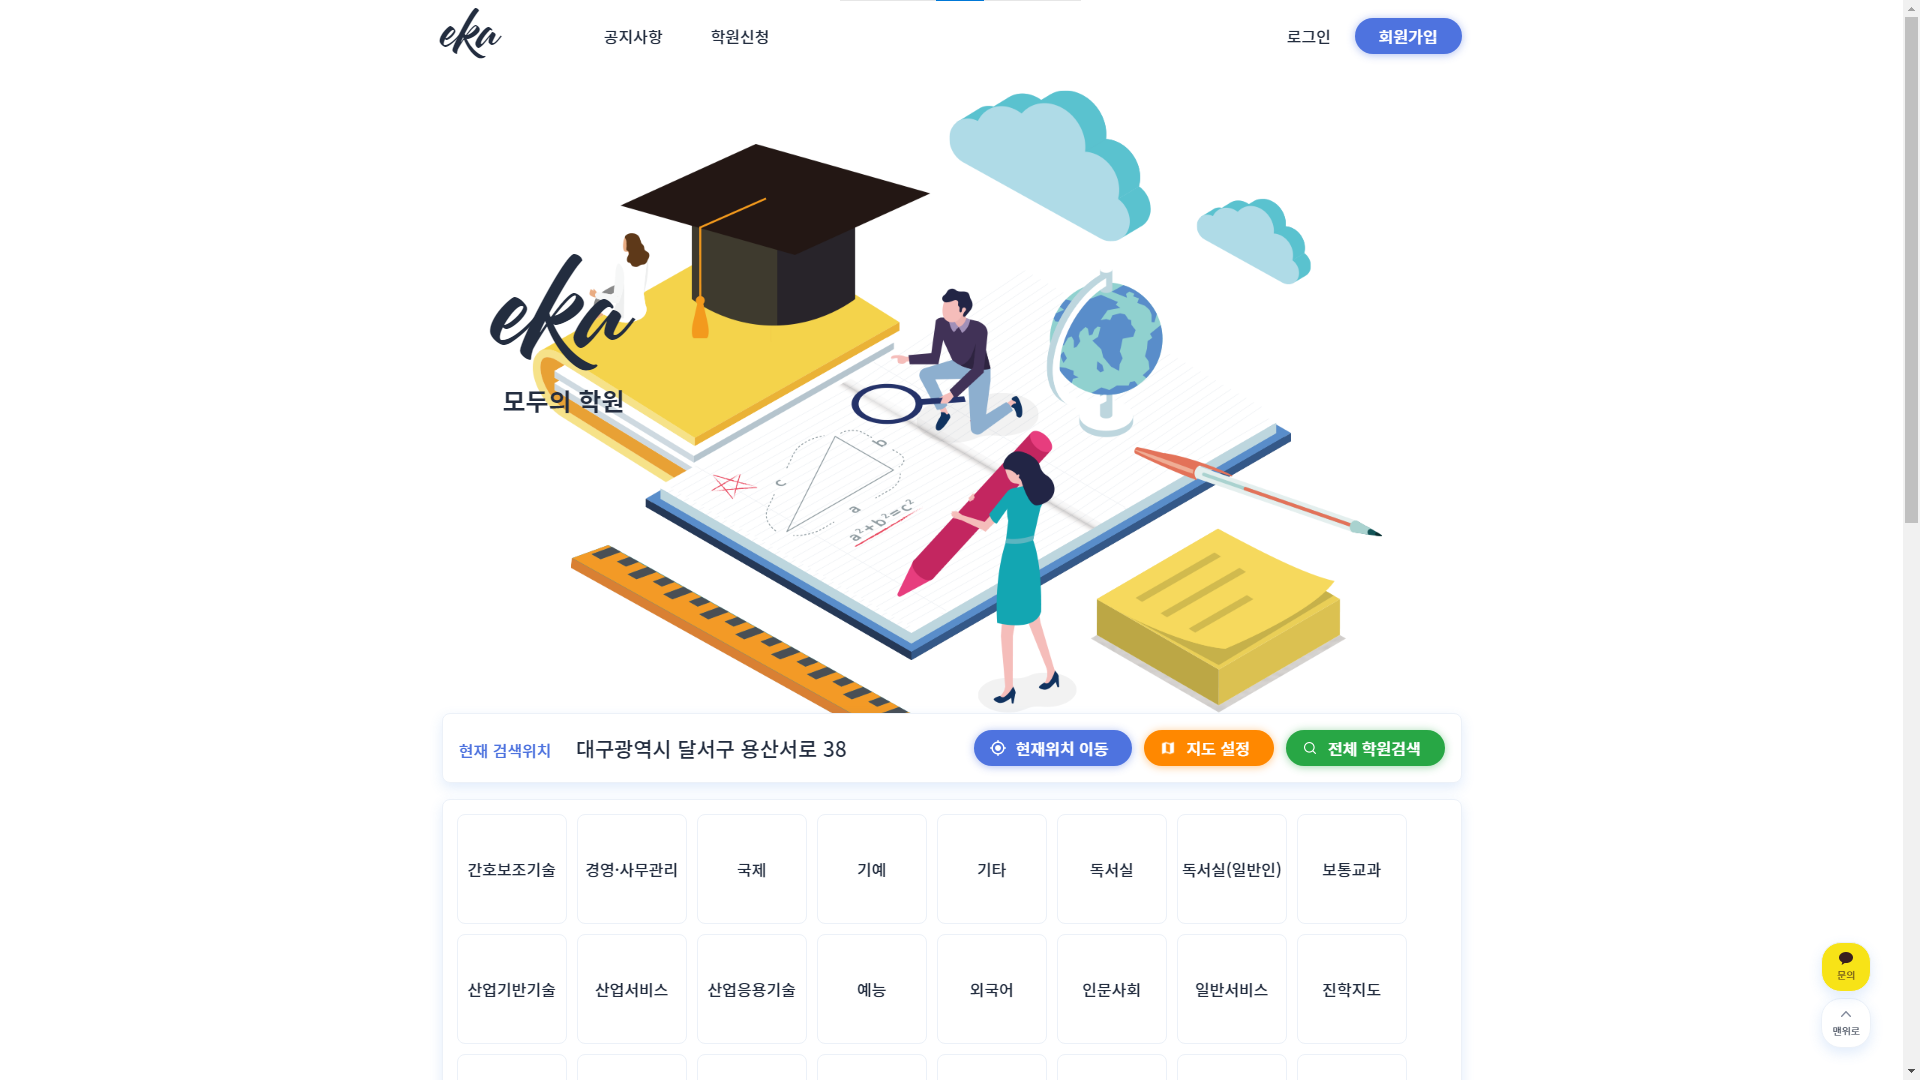 eka
공지사항
학원신청
로그인
회원가입
eka
모두의 학원
c
b
a
a²+b²=c²
현재 검색위치
대구광역시 달서구 용산서로 38
현재위치 이동
지도 설정
전체 학원검색
간호보조기술
경영·사무관리
국제
기예
기타
독서실
독서실(일반인)
보통교과
산업기반기술
산업서비스
산업응용기술
예능
외국어
인문사회
일반서비스
진학지도
문의
맨위로